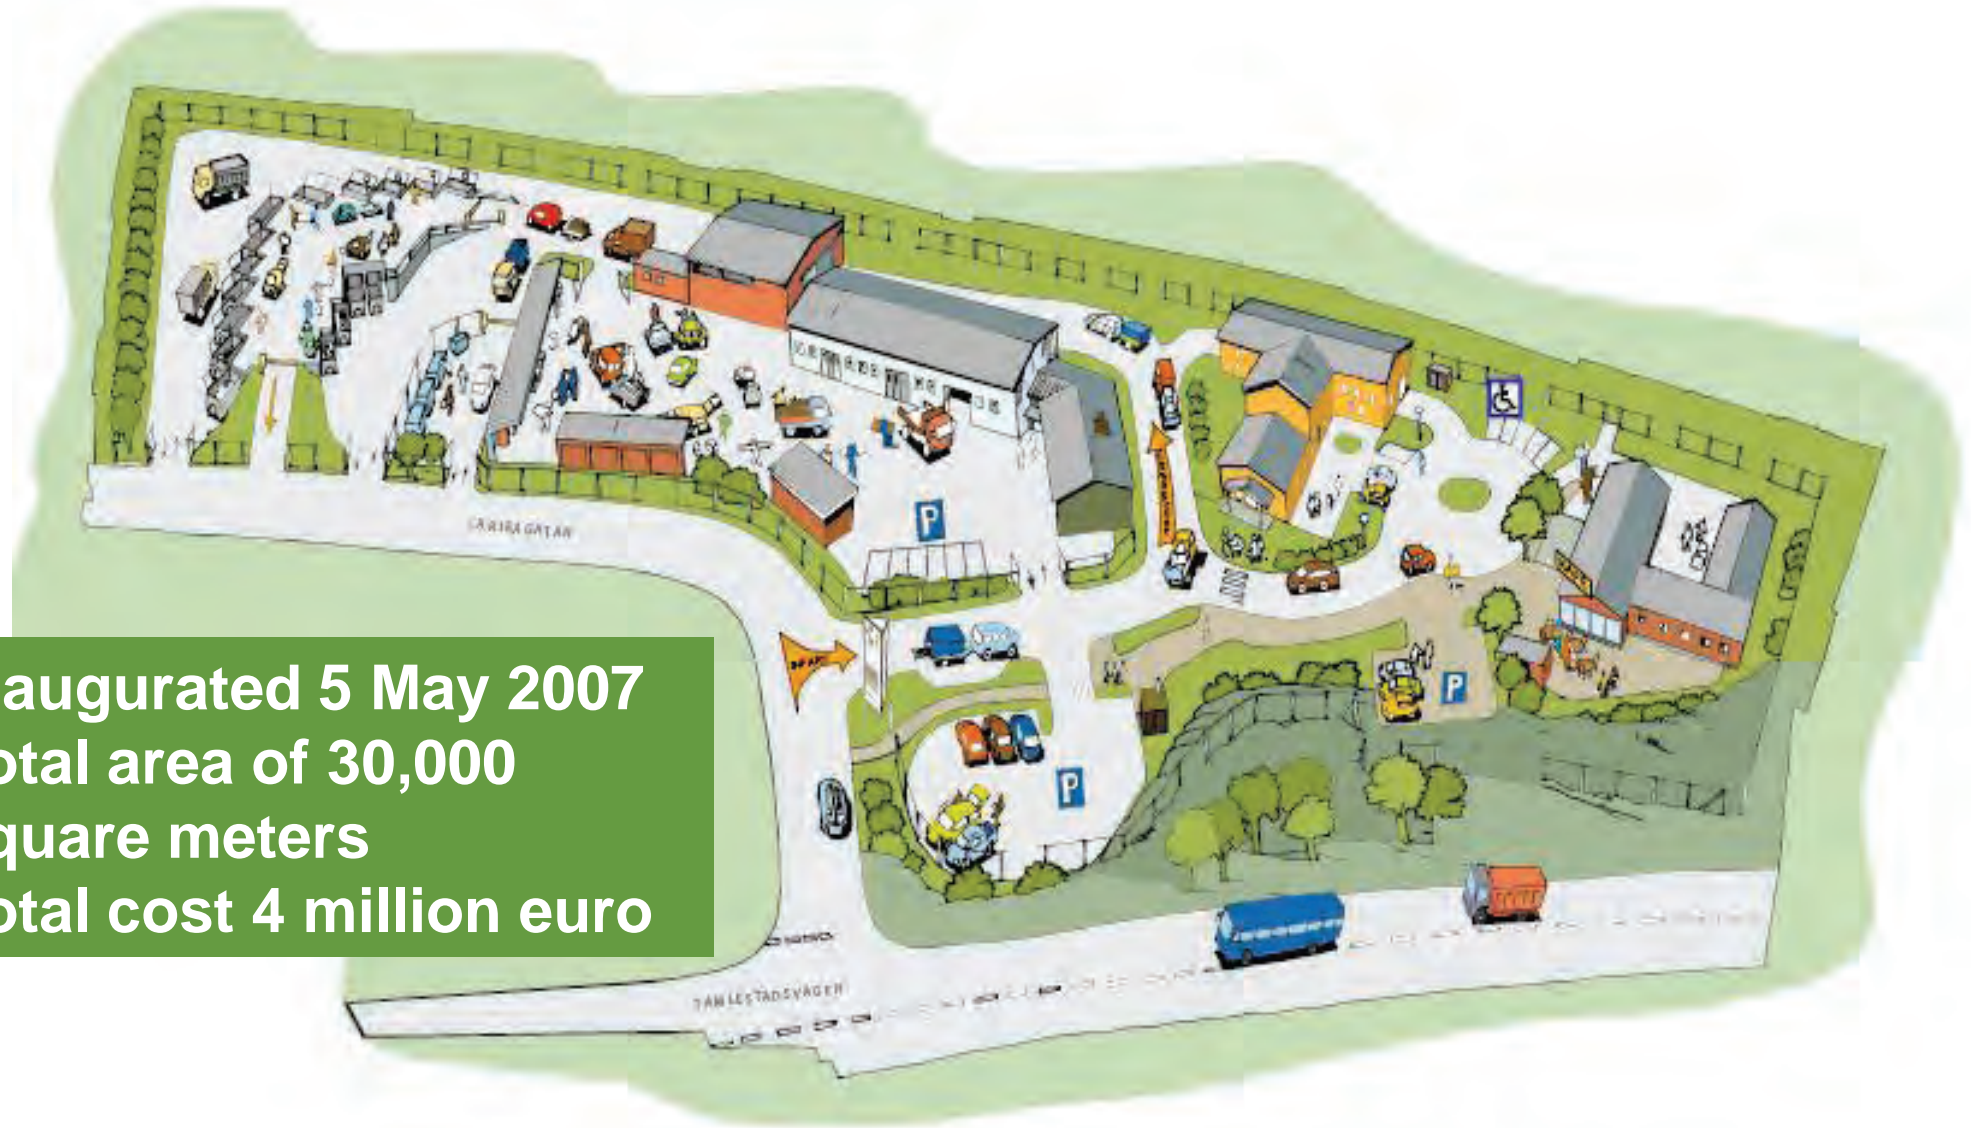 P
P
P
augurated 5 May 2007
otal area of 30,000
quare meters
otal cost 4 million euro